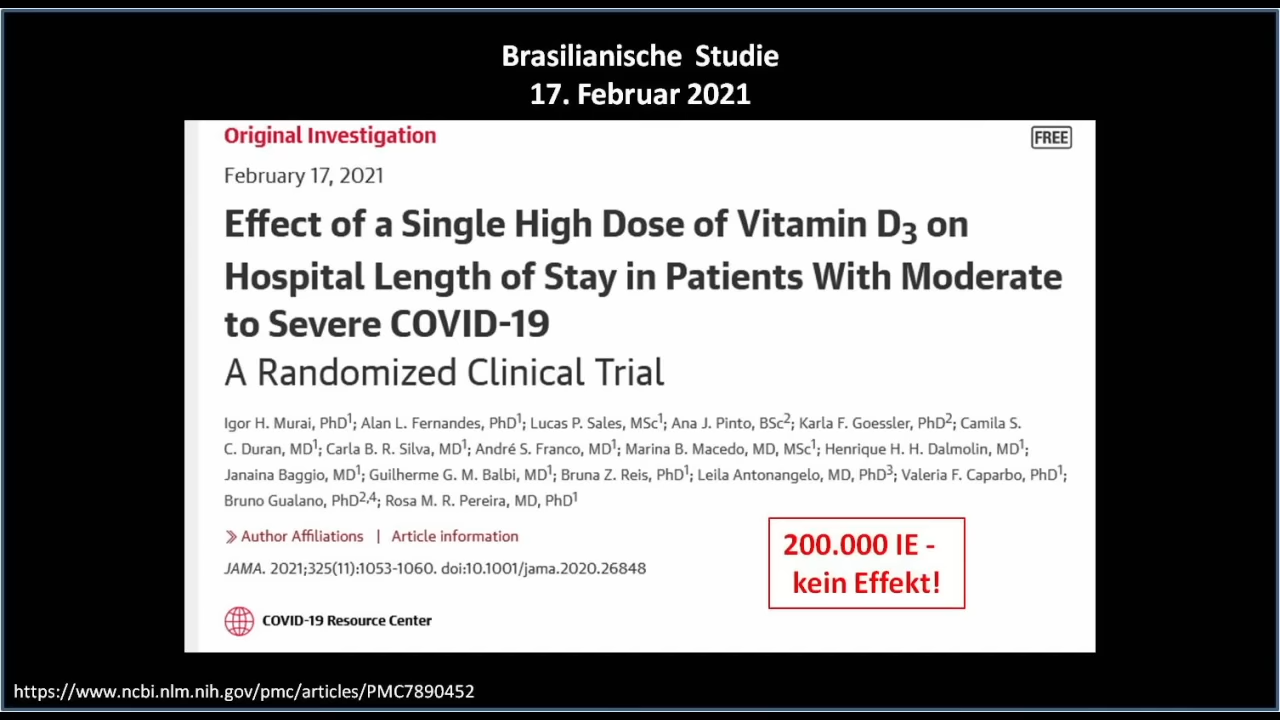 Brasilianische Studie
17. Februar 2021
Original Investigation
FREE
February 17, 2021
Effect of a Single High Dose of Vitamin D₃ on
Hospital Length of Stay in Patients With Moderate
to Severe COVID-19
A Randomized Clinical Trial
Igor H. Murai, PhD¹; Alan L. Fernandes, PhD¹; Lucas P. Sales, MSc¹; Ana J. Pinto, BSc²; Karla F. Goessler, PhD²; Camila S.
C. Duran, MD¹; Carla B. R. Silva, MD¹; André S. Franco, MD¹; Marina B. Macedo, MD, MSc¹; Henrique H. H. Dalmolin, MD¹;
Janaina Baggio, MD¹; Guilherme G. M. Balbi, MD¹; Bruna Z. Reis, PhD¹; Leila Antonangelo, MD, PhD³; Valeria F. Caparbo, PhD¹;
Bruno Gualano, PhD²,⁴; Rosa M. R. Pereira, MD, PhD¹
» Author Affiliations | Article information
JAMA. 2021;325(11):1053-1060. doi:10.1001/jama.2020.26848
200.000 IE -
kein Effekt!
COVID-19 Resource Center
https://www.ncbi.nlm.nih.gov/pmc/articles/PMC7890452